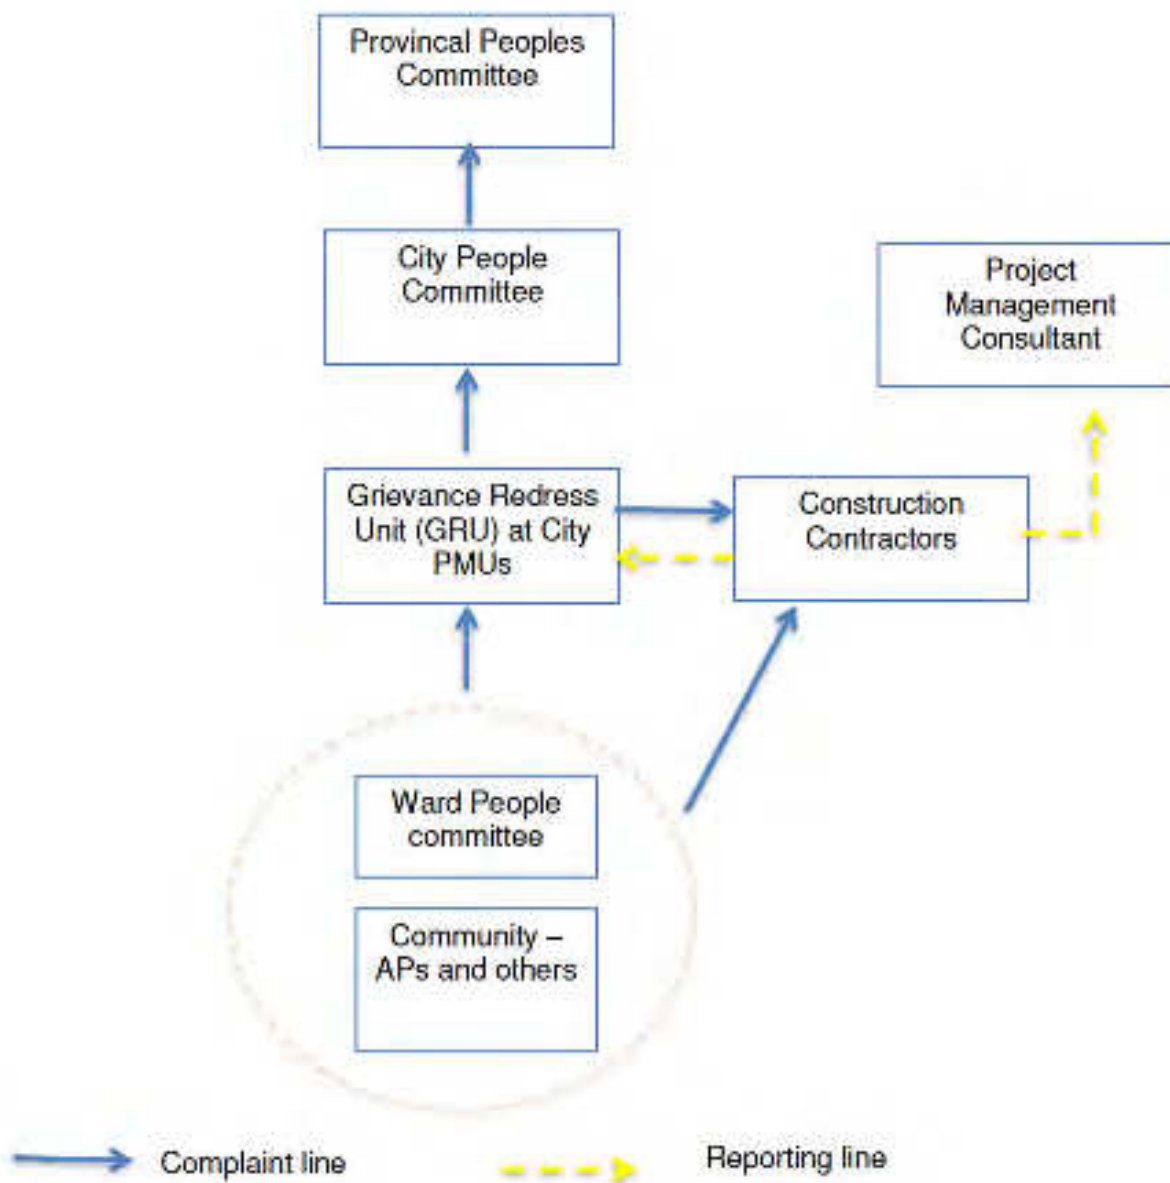 Provincal Peoples
Committee
City People
Committee
Project
Management
Consultant
Grievance Redress
Unit (GRU) at City
PMUs
Construction
Contractors
Ward People
committee
Community –
APs and others
Complaint line
Reporting line